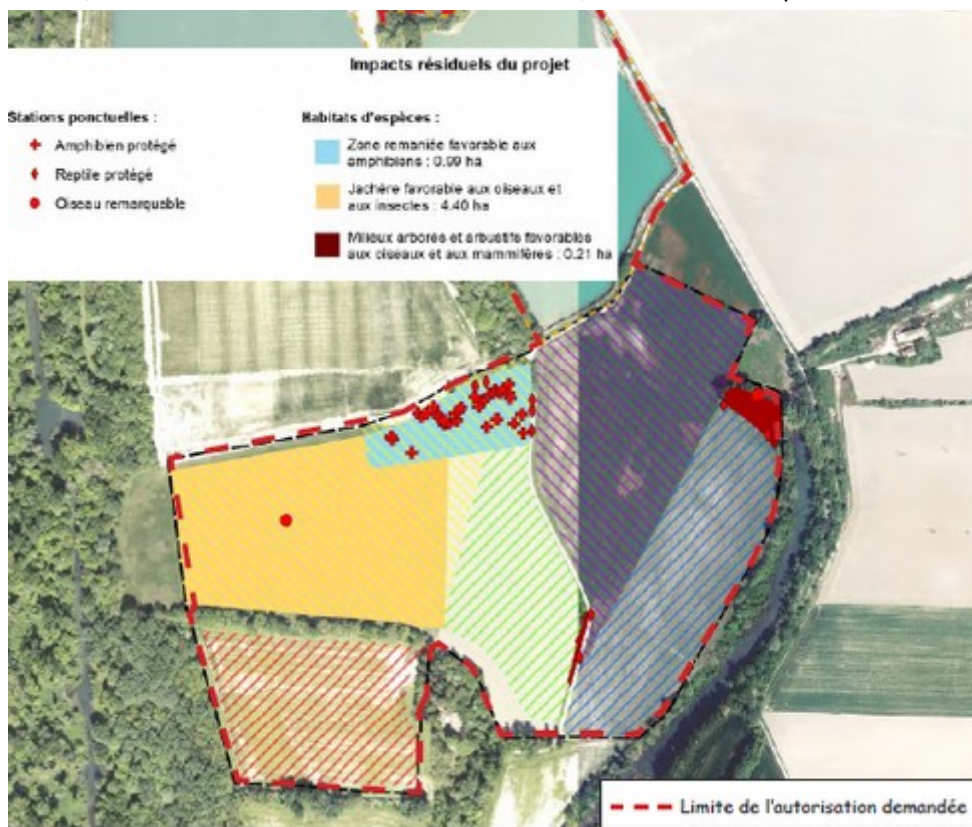 Impacts résiduels du projet
Stations ponctuelles :
Amphibien protégé
Reptile protégé
Oiseau remarquable
Habitats d'espèces :
Zone remaniée favorable aux
amphibiens : 0.99 ha
Jachère favorable aux oiseaux et
aux insectes : 4.40 ha
Milieux arborés et arbustifs favorables
aux oiseaux et aux mammifères : 0.21 ha
Limite de l'autorisation demandée